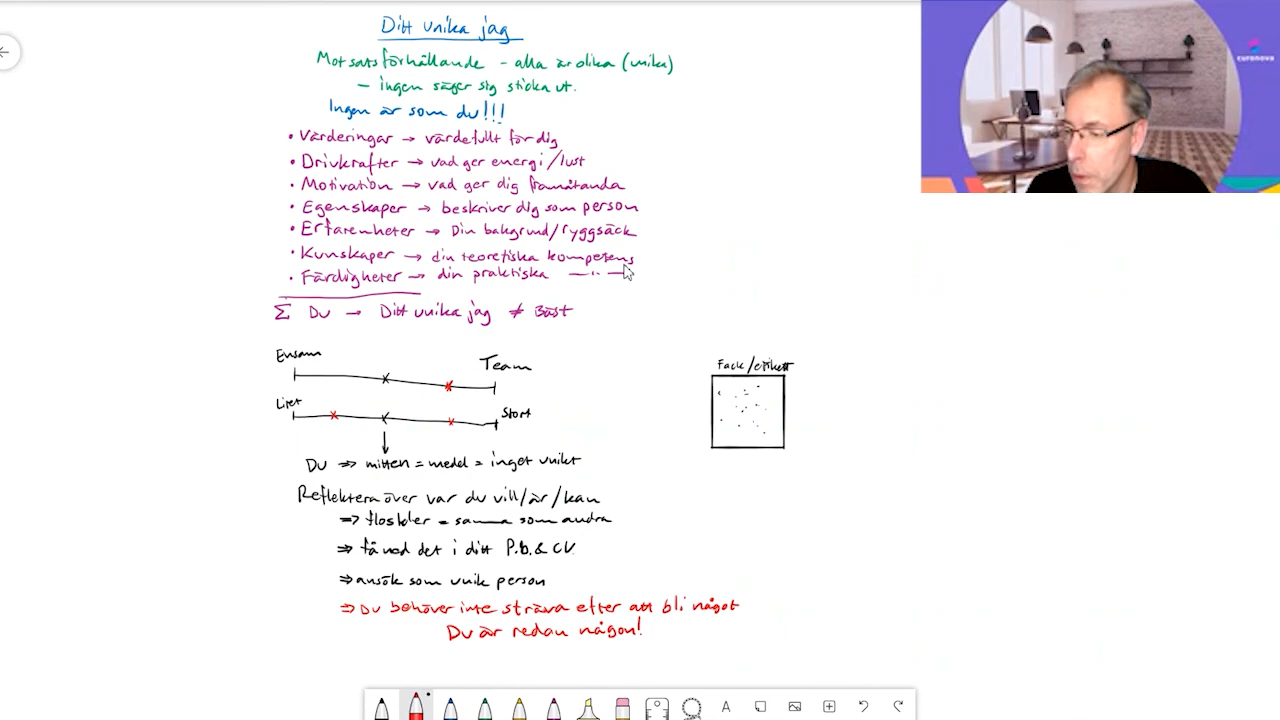 Ditt unika jag
Motsatsförhållande - alla är olika (unika)
- ingen säger sig sticka ut.
Ingen är som du!!!
• Värderingar → värdefullt för dig
• Drivkrafter → vad ger energi/lust
• Motivation → vad ger dig framåtanda
• Egenskaper → beskriver dig som person
• Erfarenheter → Din bakgrund/ryggsäck
• Kunskaper → din teoretiska kompetens
• Färdigheter → din praktiska —"—
Σ Du → Ditt unika jag ≠ Bäst
Ensam Team
Litet Stort
Fack/etikett
Du ⇒ mitten = medel = inget unikt
Reflektera över var du vill/är/kan
⇒ floskler = samma som andra
⇒ få med det i ditt P.b. & CV
⇒ ansök som unik person
⇒ Du behöver inte sträva efter att bli något
Du är redan någon!
curonova
A